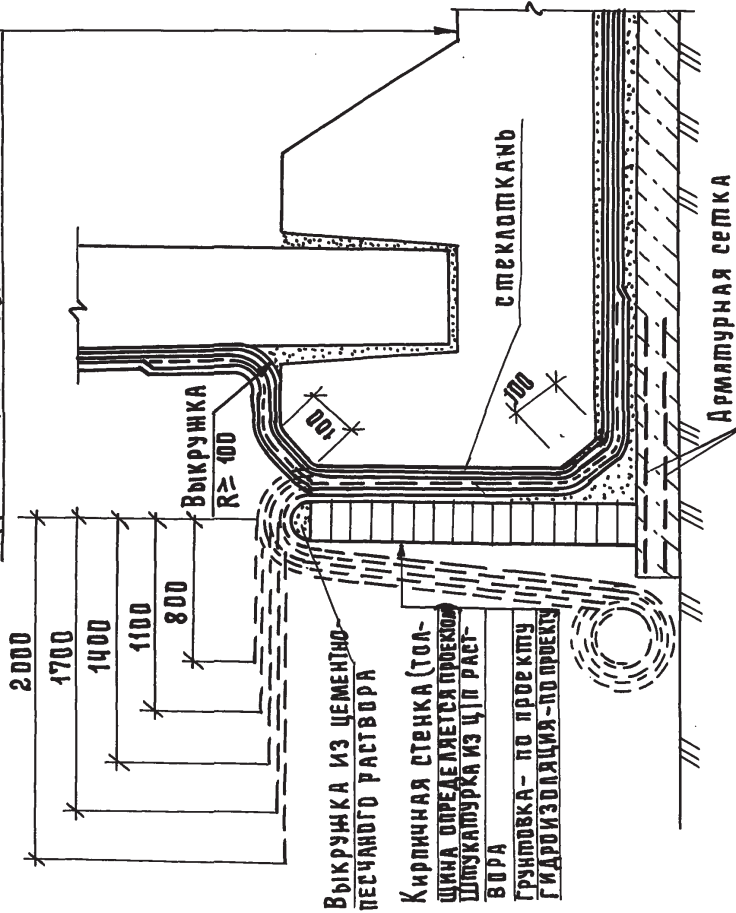 2000
1700
1400
1100
800
Выкружка
R ≥ 100
100
100
стеклоткань
Арматурная сетка
Выкружка из цементно-
песчаного раствора
Кирпичная стенка (тол-
щина определяется проектом)
Штукатурка из ц/п раст-
вора
Грунтовка - по проекту
Гидроизоляция - по проекту